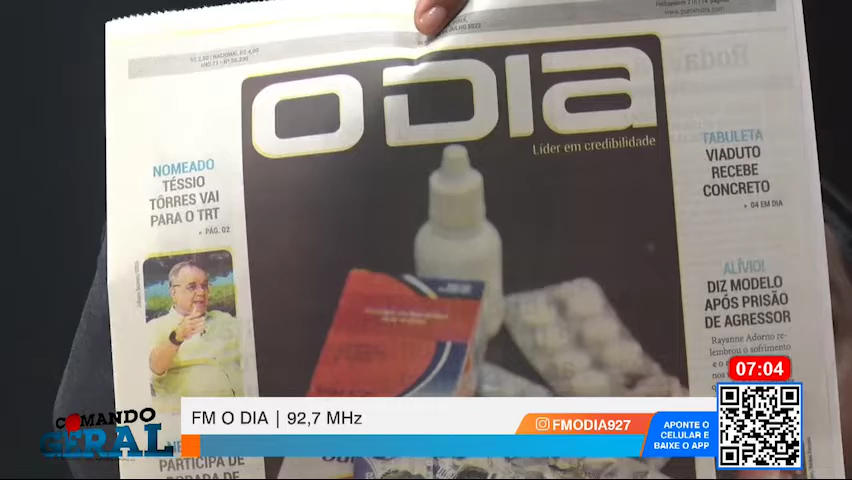 O DIA
Líder em credibilidade
NOMEADO
TÉSSIO
TÔRRES VAI
PARA O TRT
PÁG. 02
TABULETA
VIADUTO
RECEBE
CONCRETO
04 EM DIA
ALÍVIO!
DIZ MODELO
APÓS PRISÃO
DE AGRESSOR
Rayanne Adorno re-
lembrou o sofrimento
07:04
COMANDO
GERAL
FM O DIA | 92,7 MHz
FMODIA927
APONTE O
CELULAR E
BAIXE O APP
PARTICIPA DE